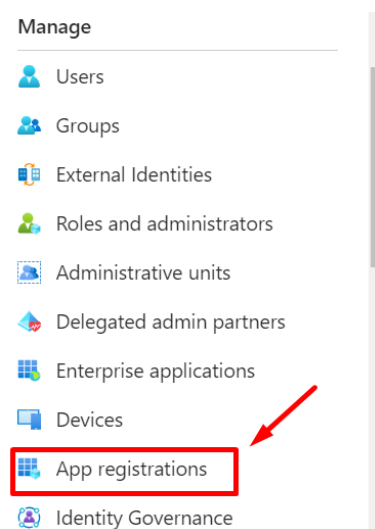 Manage
Users
Groups
External Identities
Roles and administrators
Administrative units
Delegated admin partners
Enterprise applications
Devices
App registrations
Identity Governance